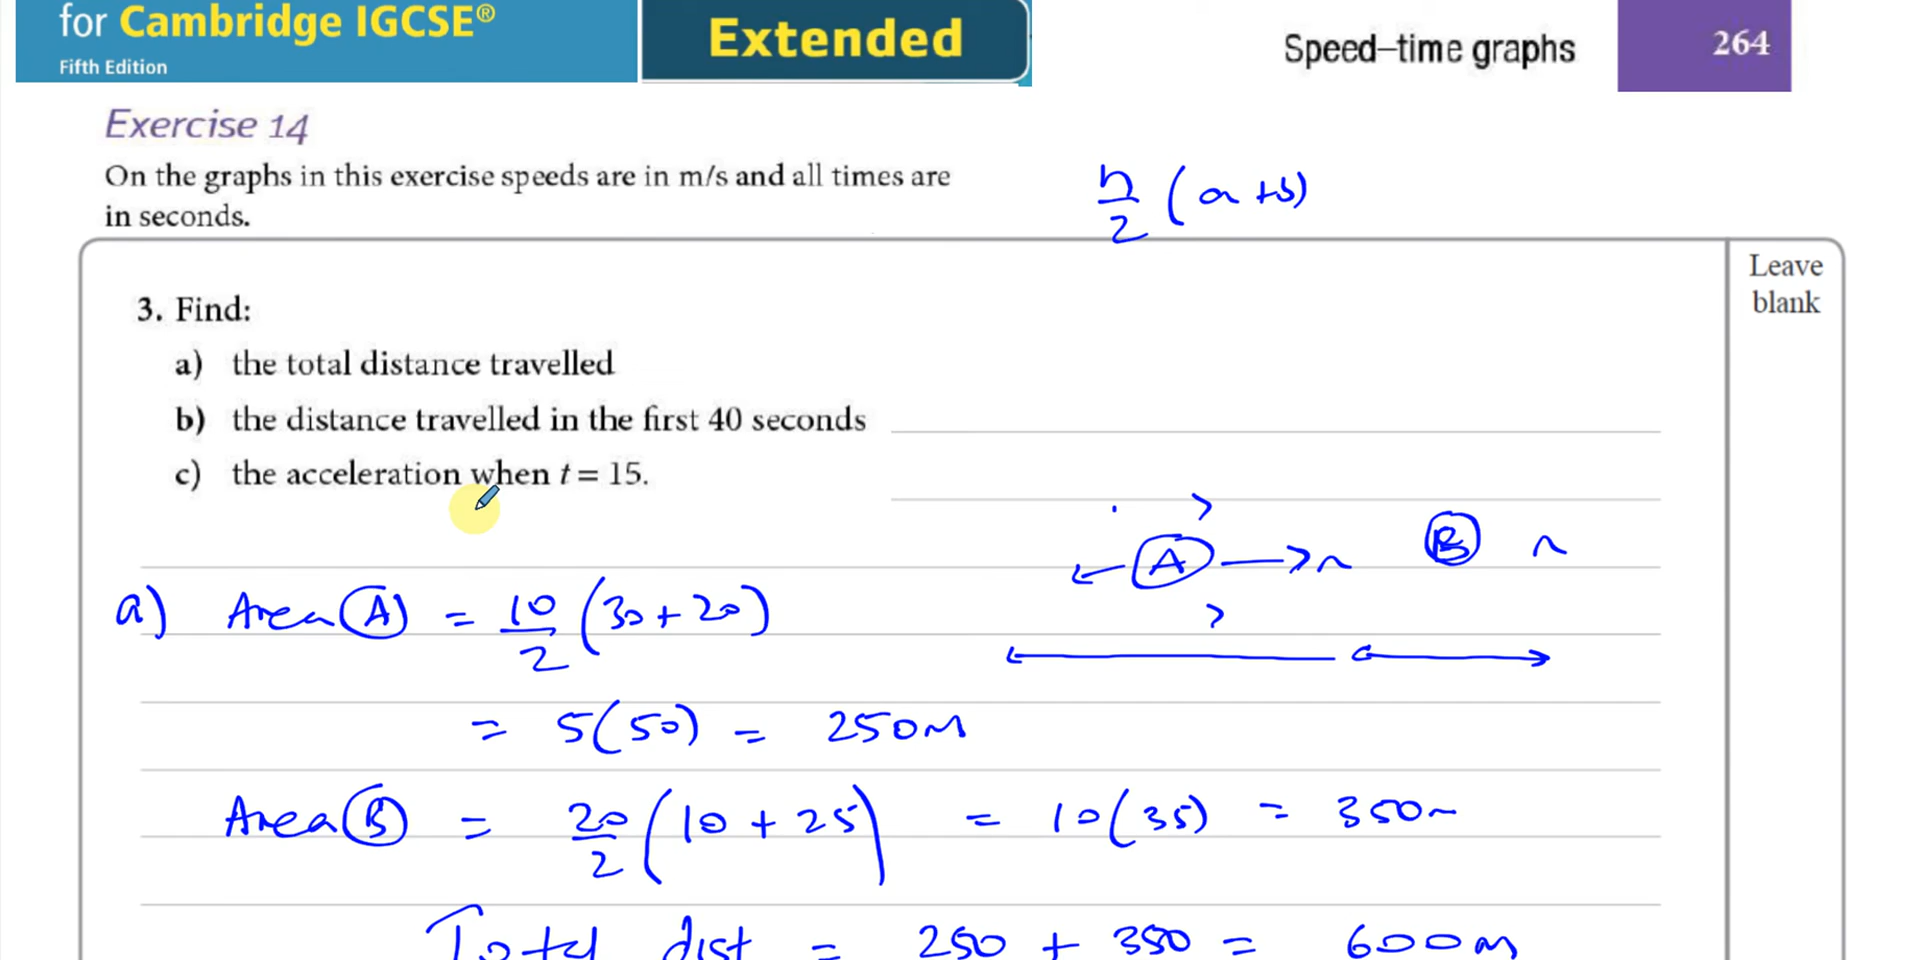 for Cambridge IGCSE®
Fifth Edition
Extended
Speed–time graphs
264
Exercise 14
On the graphs in this exercise speeds are in m/s and all times are
in seconds.
h/2 (a+b)
Leave
blank
3. Find:
a) the total distance travelled
b) the distance travelled in the first 40 seconds
c) the acceleration when t = 15.
A
B
a) Area (A) = 10/2 (30 + 20)
= 5(50) = 250m
Area (B) = 20/2 (10 + 25) = 10(35) = 350m
Total dist = 250 + 350 = 600m